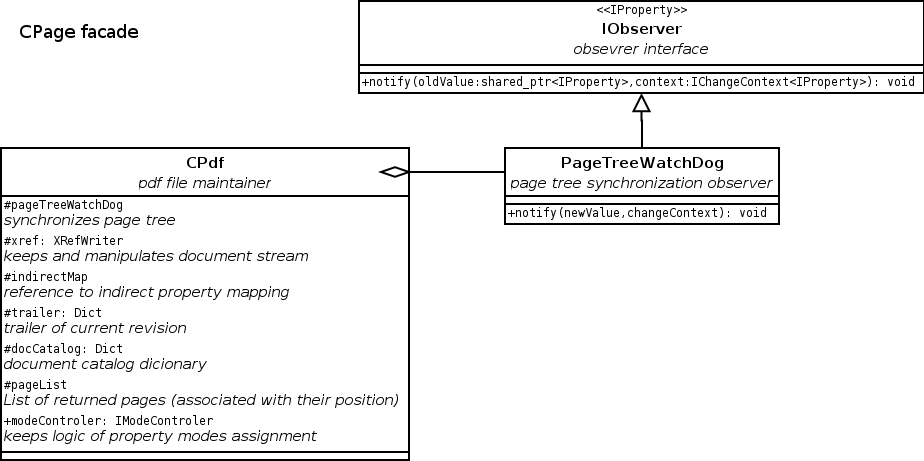 CPage facade
<<IProperty>>
IObserver
obsevrer interface
+notify(oldValue:shared_ptr<IProperty>,context:IChangeContext<IProperty>): void
CPdf
pdf file maintainer
#pageTreeWatchDog
synchronizes page tree
#xref: XRefWriter
keeps and manipulates document stream
#indirectMap
reference to indirect property mapping
#trailer: Dict
trailer of current revision
#docCatalog: Dict
document catalog dicionary
#pageList
List of returned pages (associated with their position)
+modeControler: IModeControler
keeps logic of property modes assignment
PageTreeWatchDog
page tree synchronization observer
+notify(newValue,changeContext): void